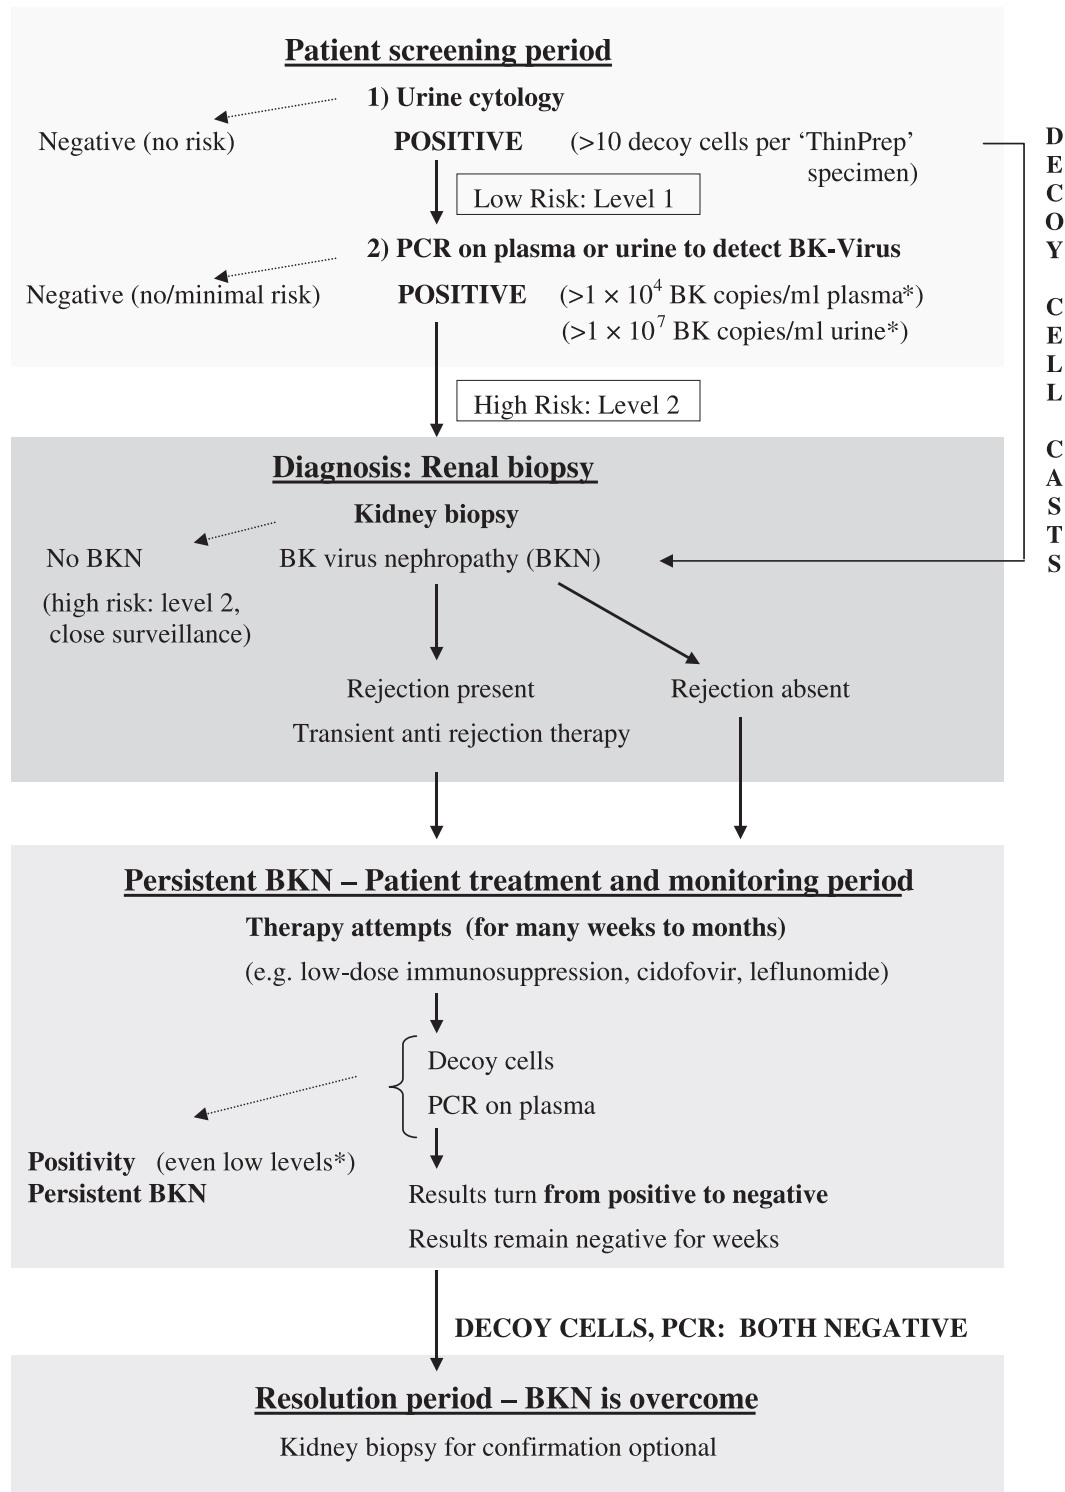 Patient screening period
1) Urine cytology
Negative (no risk)
POSITIVE (>10 decoy cells per ‘ThinPrep’
specimen)
Low Risk: Level 1
2) PCR on plasma or urine to detect BK-Virus
Negative (no/minimal risk)
POSITIVE (>1 × 10⁴ BK copies/ml plasma*)
(>1 × 10⁷ BK copies/ml urine*)
High Risk: Level 2
DECOY CELL CASTS
Diagnosis: Renal biopsy
Kidney biopsy
No BKN
BK virus nephropathy (BKN)
(high risk: level 2,
close surveillance)
Rejection present
Rejection absent
Transient anti rejection therapy
Persistent BKN – Patient treatment and monitoring period
Therapy attempts (for many weeks to months)
(e.g. low-dose immunosuppression, cidofovir, leflunomide)
Decoy cells
PCR on plasma
Positivity (even low levels*)
Persistent BKN
Results turn from positive to negative
Results remain negative for weeks
DECOY CELLS, PCR: BOTH NEGATIVE
Resolution period – BKN is overcome
Kidney biopsy for confirmation optional